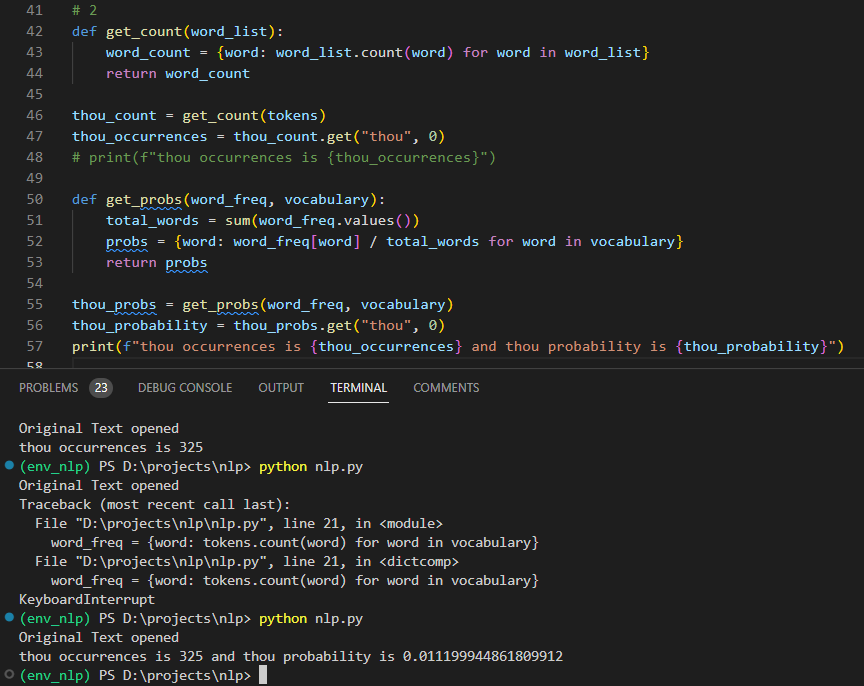 41 # 2
42 def get_count(word_list):
43     word_count = {word: word_list.count(word) for word in word_list}
44     return word_count
45
46 thou_count = get_count(tokens)
47 thou_occurrences = thou_count.get("thou", 0)
48 # print(f"thou occurrences is {thou_occurrences}")
49
50 def get_probs(word_freq, vocabulary):
51     total_words = sum(word_freq.values())
52     probs = {word: word_freq[word] / total_words for word in vocabulary}
53     return probs
54
55 thou_probs = get_probs(word_freq, vocabulary)
56 thou_probability = thou_probs.get("thou", 0)
57 print(f"thou occurrences is {thou_occurrences} and thou probability is {thou_probability}")
58
PROBLEMS 23 DEBUG CONSOLE OUTPUT TERMINAL COMMENTS
Original Text opened
thou occurrences is 325
(env_nlp) PS D:\projects\nlp> python nlp.py
Original Text opened
Traceback (most recent call last):
  File "D:\projects\nlp\nlp.py", line 21, in <module>
    word_freq = {word: tokens.count(word) for word in vocabulary}
  File "D:\projects\nlp\nlp.py", line 21, in <dictcomp>
    word_freq = {word: tokens.count(word) for word in vocabulary}
KeyboardInterrupt
(env_nlp) PS D:\projects\nlp> python nlp.py
Original Text opened
thou occurrences is 325 and thou probability is 0.011199944861809912
(env_nlp) PS D:\projects\nlp>